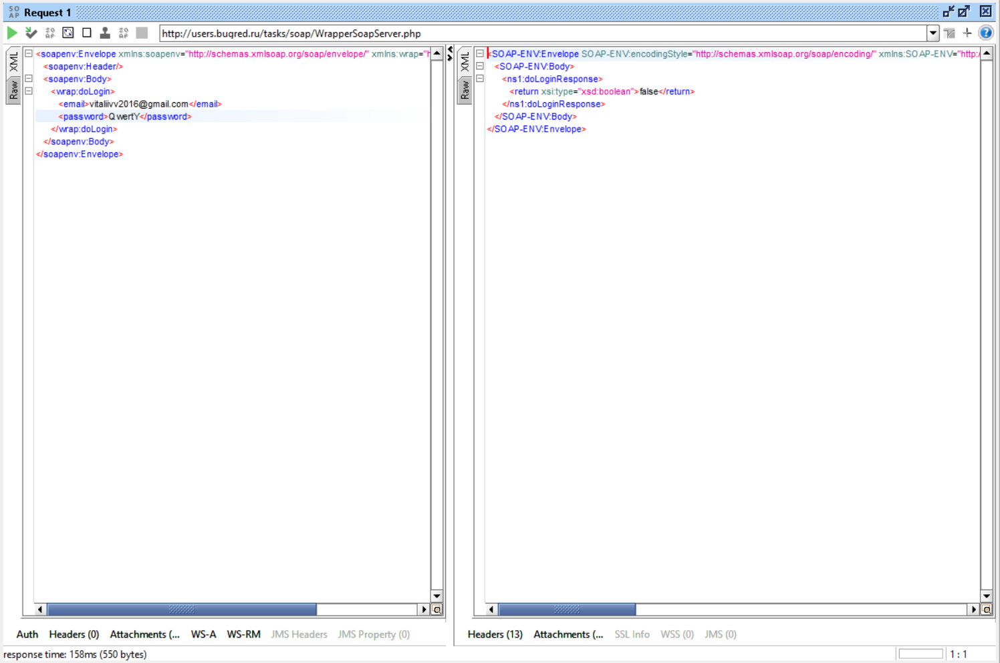 SO AP Request 1
http://users.bugred.ru/tasks/soap/WrapperSoapServer.php
XML
Raw
<soapenv:Envelope xmlns:soapenv="http://schemas.xmlsoap.org/soap/envelope/" xmlns:wrap="h
<soapenv:Header/>
<soapenv:Body>
<wrap:doLogin>
<email>vitaliivv2016@gmail.com</email>
<password>QwertY</password>
</wrap:doLogin>
</soapenv:Body>
</soapenv:Envelope>
XML
Raw
<SOAP-ENV:Envelope SOAP-ENV:encodingStyle="http://schemas.xmlsoap.org/soap/encoding/" xmlns:SOAP-ENV="http:/
<SOAP-ENV:Body>
<ns1:doLoginResponse>
<return xsi:type="xsd:boolean">false</return>
</ns1:doLoginResponse>
</SOAP-ENV:Body>
</SOAP-ENV:Envelope>
Auth Headers (0) Attachments (... WS-A WS-RM JMS Headers JMS Property (0)
Headers (13) Attachments (... SSL Info WSS (0) JMS (0)
response time: 158ms (550 bytes)
1 : 1